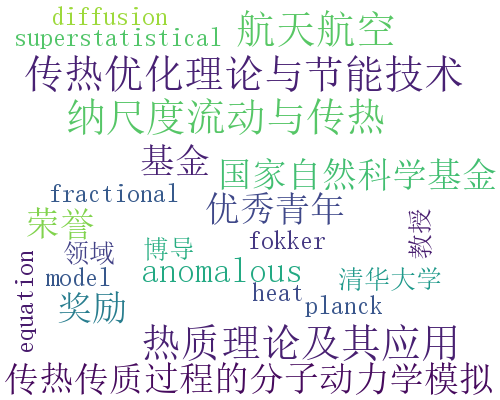 diffusion
superstatistical
航天航空
传热优化理论与节能技术
纳尺度流动与传热
基金
国家自然科学基金
fractional
优秀青年
荣誉
教授
领域
博导
fokker
model
anomalous
清华大学
equation
奖励
heat
planck
热质理论及其应用
传热传质过程的分子动力学模拟